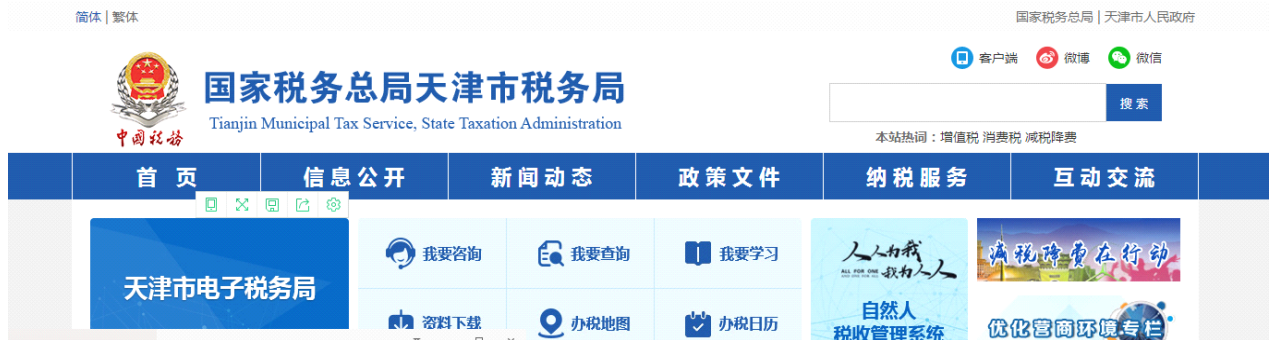 简体 | 繁体
国家税务总局 | 天津市人民政府
客户端 微博 微信
国家税务总局天津市税务局
Tianjin Municipal Tax Service, State Taxation Administration
中国税务
搜 索
本站热词：增值税 消费税 减税降费
首 页 信息公开 新闻动态 政策文件 纳税服务 互动交流
天津市电子税务局
我要咨询 我要查询 我要学习
资料下载 办税地图 办税日历
人人为我
ALL FOR ONE
我为人人
自然人
税收管理系统
减税降费在行动
优化营商环境专栏